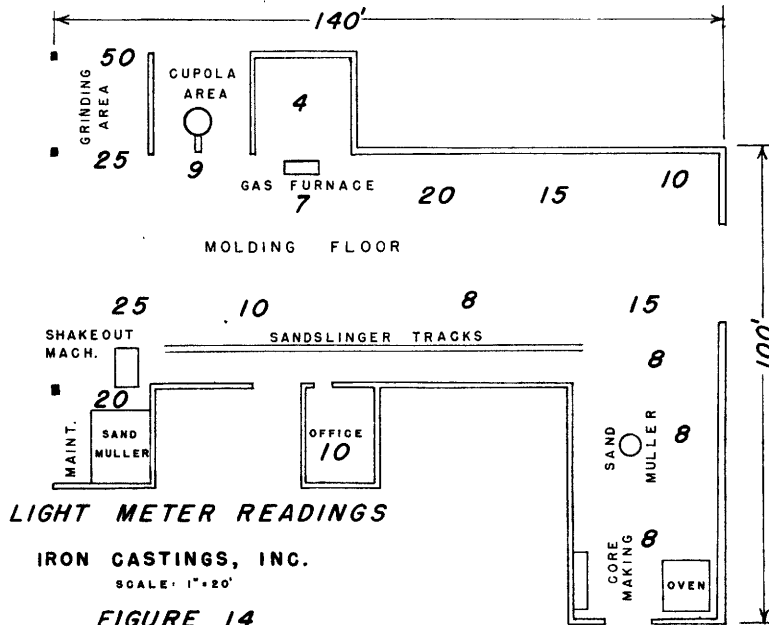 140'
50
GRINDING
AREA
25
CUPOLA
AREA
9
4
GAS FURNACE
7
20
15
10
MOLDING FLOOR
25
10
8
15
SHAKEOUT
MACH.
SANDSLINGER TRACKS
8
100'
20
MAINT.
SAND
MULLER
OFFICE
10
SAND
MULLER
8
LIGHT METER READINGS
IRON CASTINGS, INC.
SCALE: 1"=20'
FIGURE 14
CORE
MAKING
8
OVEN